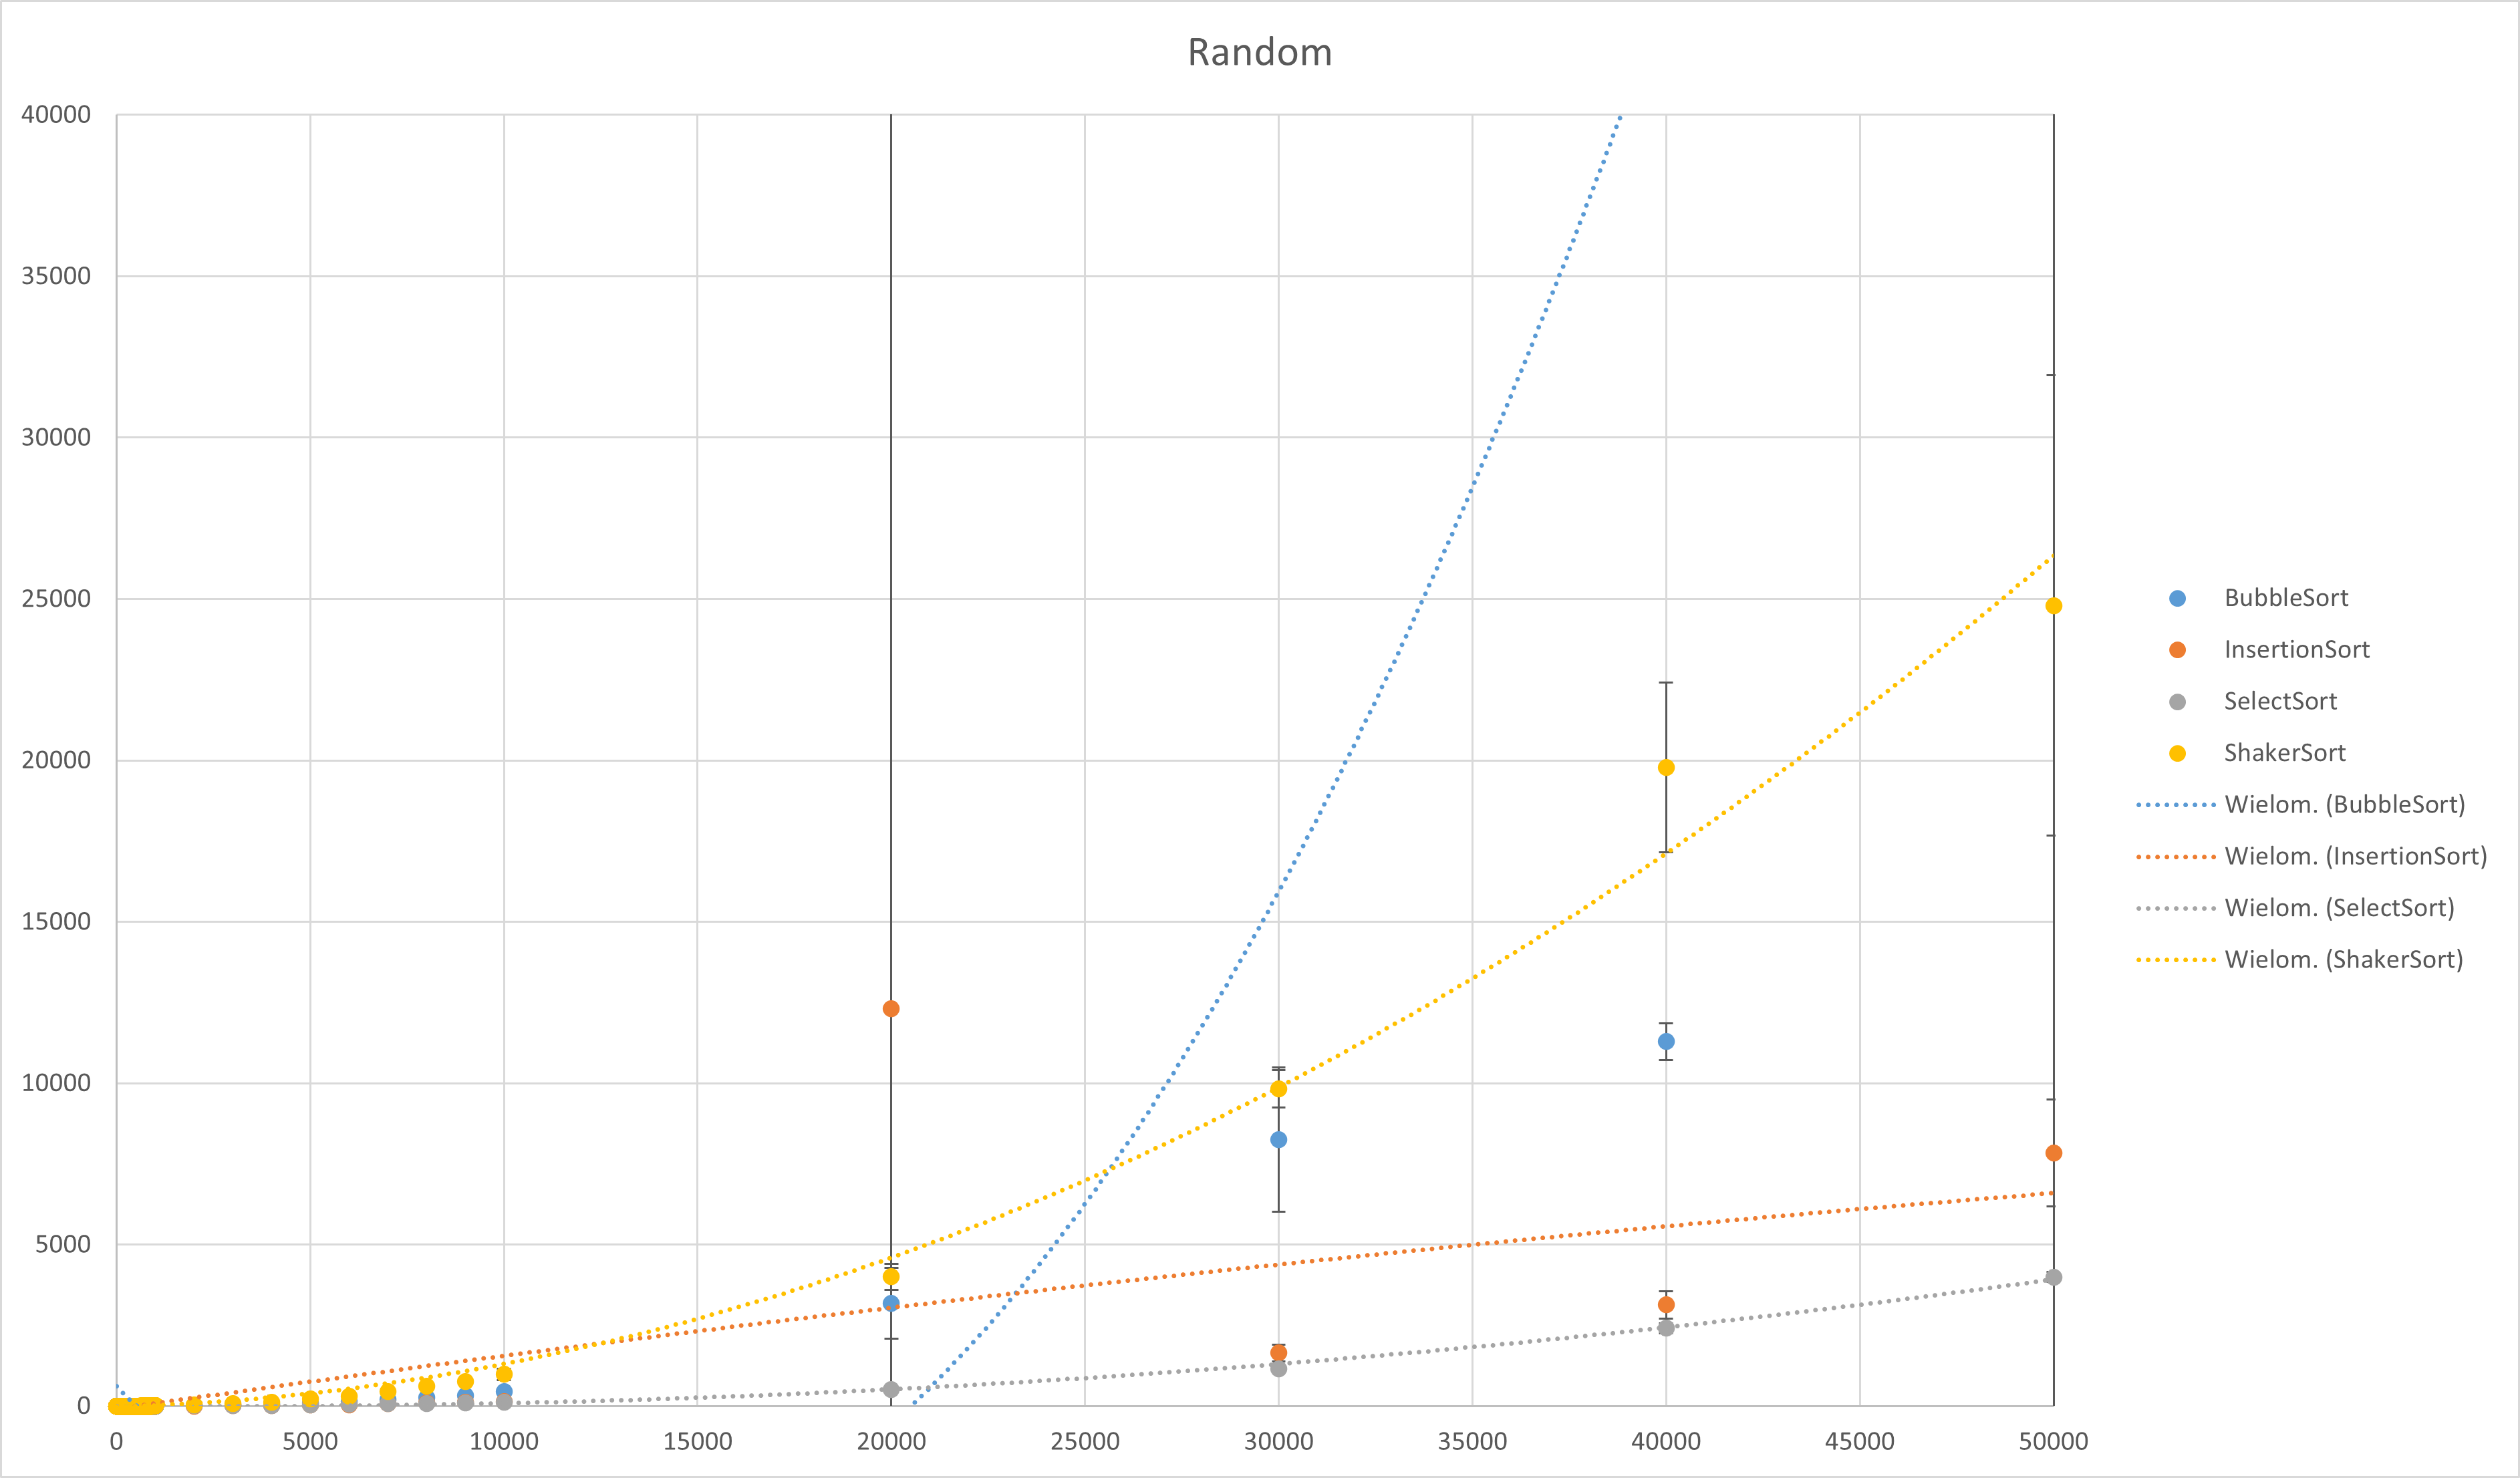 Random
40000
35000
30000
25000
20000
15000
10000
5000
0
0 5000 10000 15000 20000 25000 30000 35000 40000 45000 50000
BubbleSort
InsertionSort
SelectSort
ShakerSort
Wielom. (BubbleSort)
Wielom. (InsertionSort)
Wielom. (SelectSort)
Wielom. (ShakerSort)